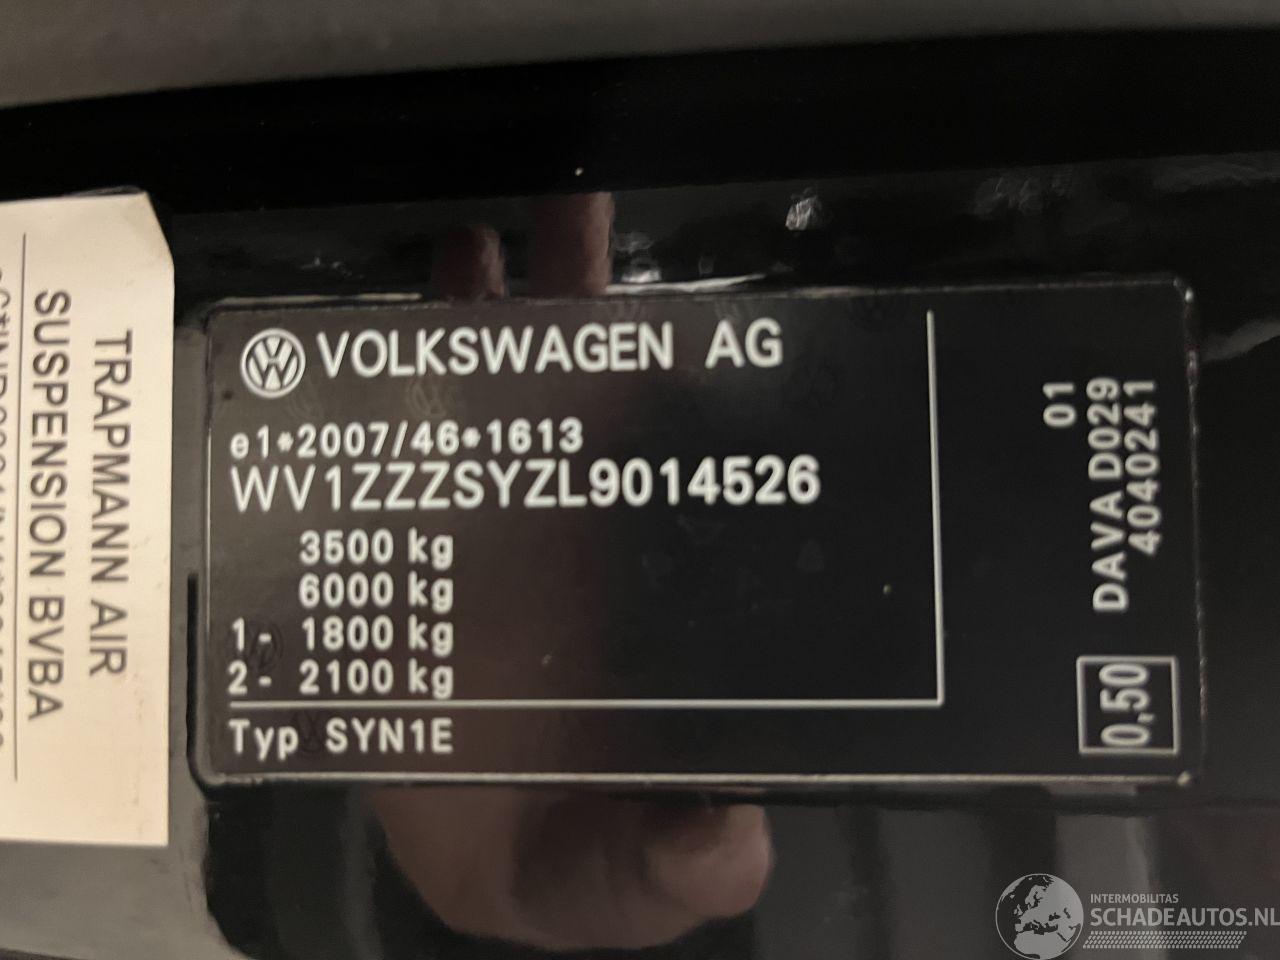 TRAPMANN AIR
SUSPENSION BVBA
VOLKSWAGEN AG
e1*2007/46*1613
WV1ZZZSYZL9014526
3500 kg
6000 kg
1- 1800 kg
2- 2100 kg
Typ SYN1E
01
DAVA D029
4040241
0,50
INTERMOBILITAS
SCHADEAUTOS.NL